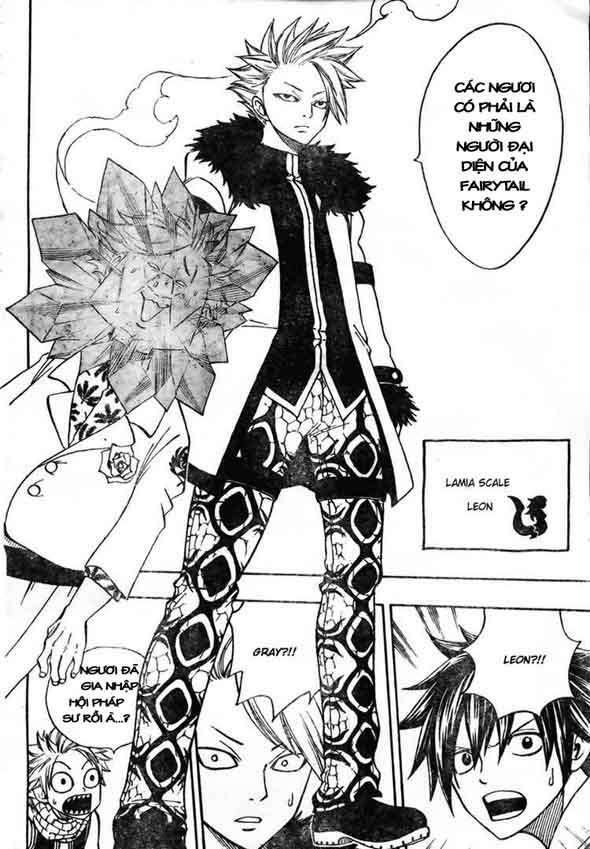 CÁC NGƯƠI
CÓ PHẢI LÀ
NHỮNG
NGƯỜI ĐẠI
DIỆN CỦA
FAIRYTAIL
KHÔNG ?
LAMIA SCALE
LEON
NGƯƠI ĐÃ
GIA NHẬP
HỘI PHÁP
SƯ RỒI À...?
GRAY?!!
LEON?!!